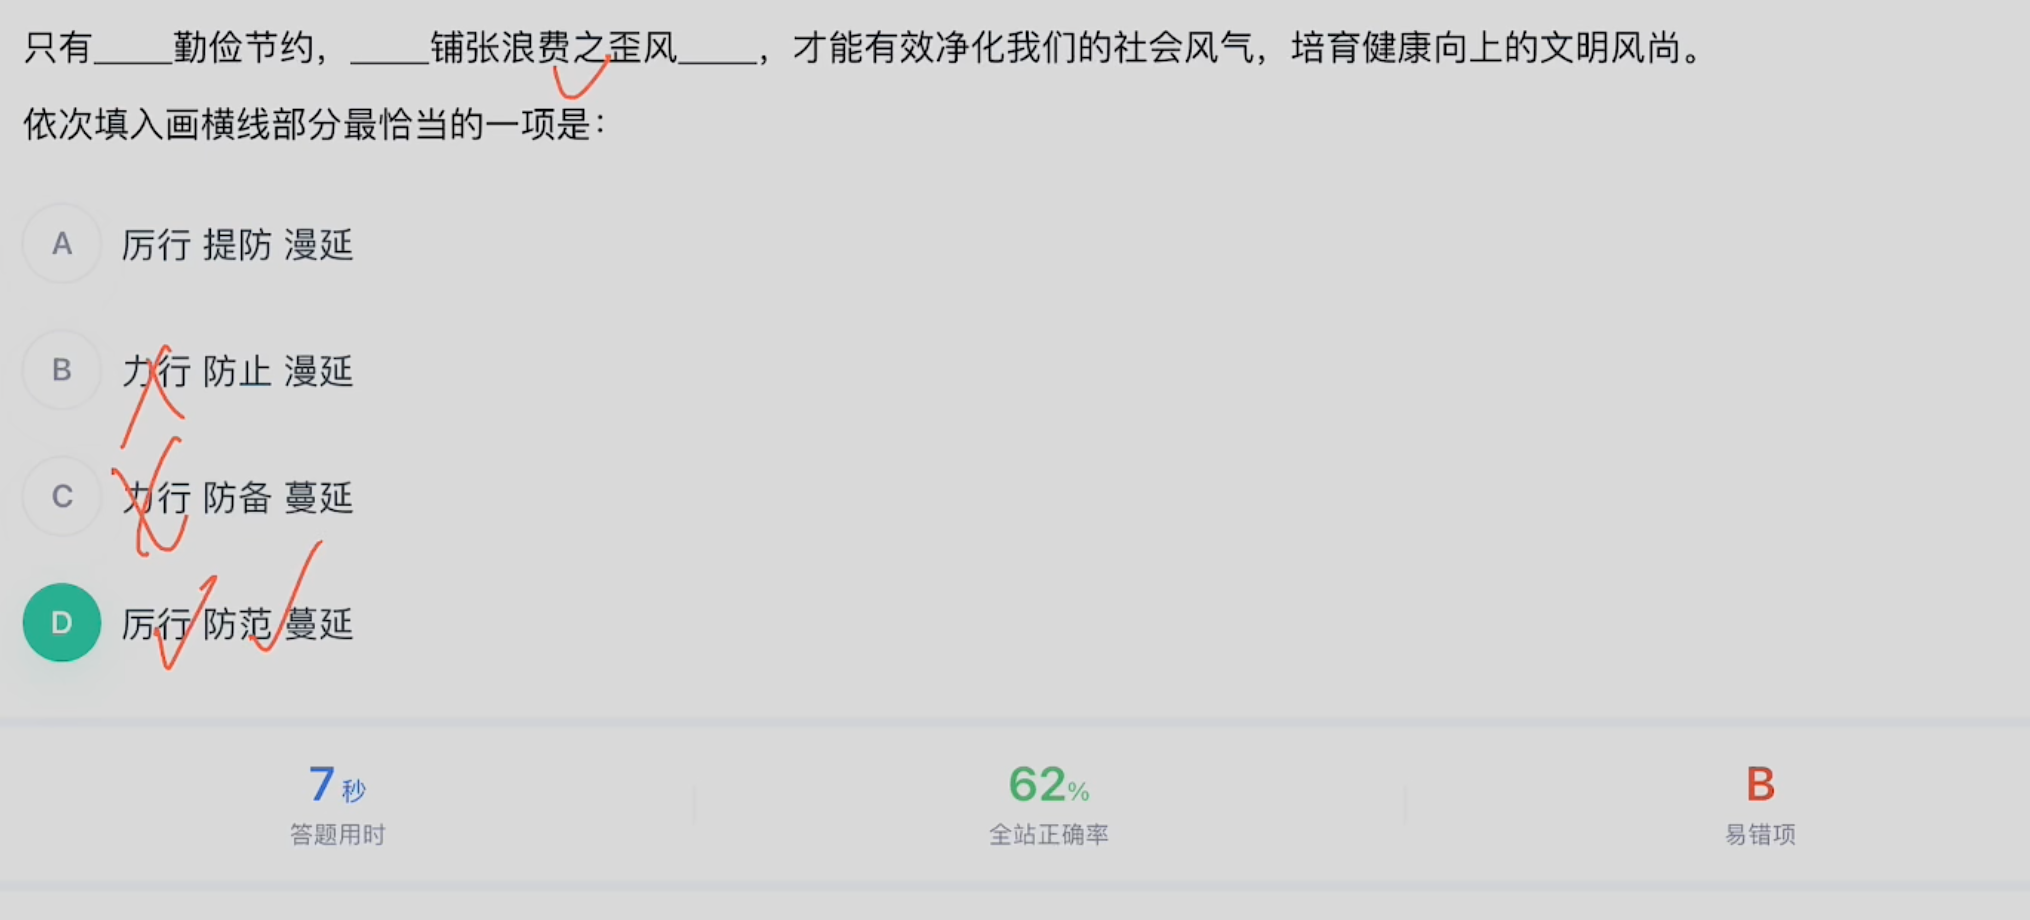 只有____勤俭节约，____铺张浪费之歪风____，才能有效净化我们的社会风气，培育健康向上的文明风尚。
依次填入画横线部分最恰当的一项是：
A 厉行 提防 漫延
B 力行 防止 漫延
C 力行 防备 蔓延
D 厉行 防范 蔓延
7秒 62% B
答题用时 全站正确率 易错项